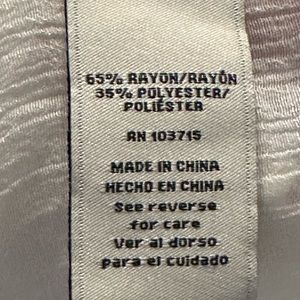 65% RAYON/RAYÓN
35% POLYESTER/
POLIÉSTER
RN 103715
MADE IN CHINA
HECHO EN CHINA
See reverse
for care
Ver al dorso
para el cuidado